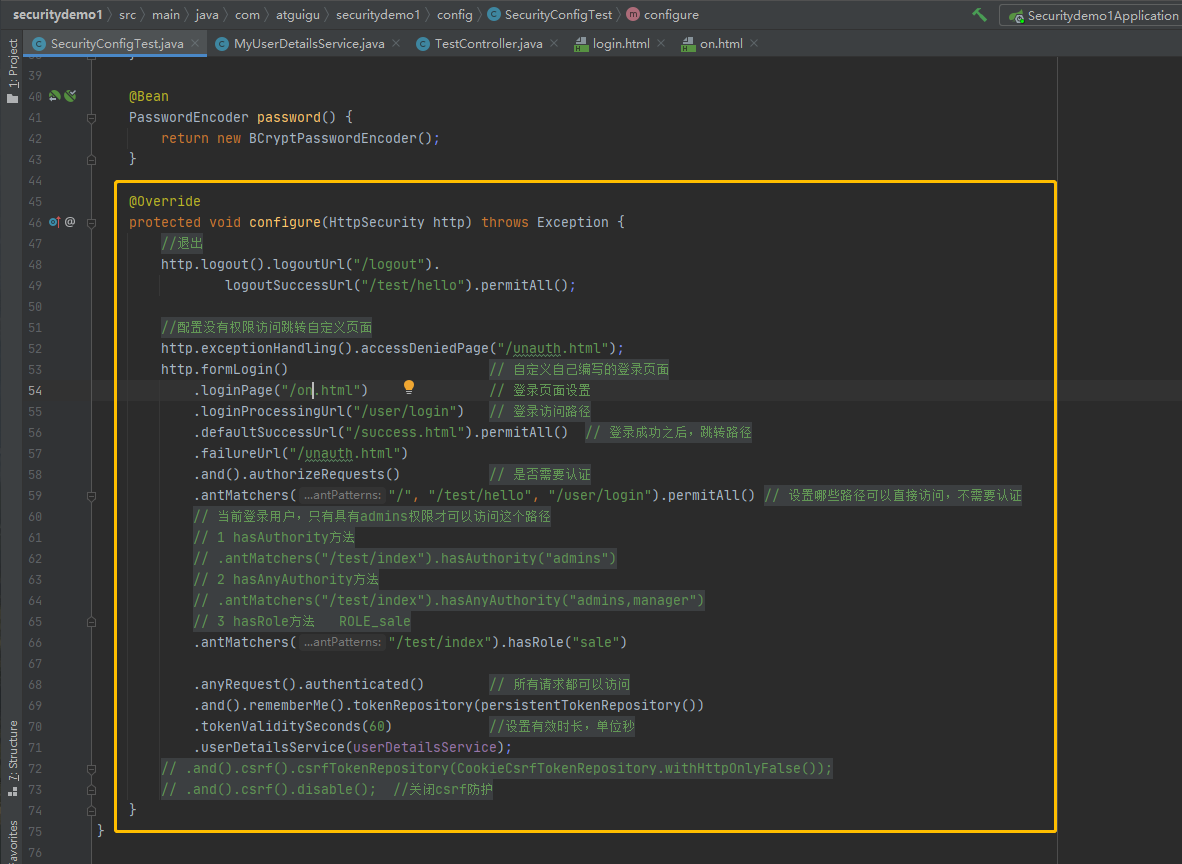 securitydemo1 src main java com atguigu securitydemo1 config SecurityConfigTest configure Securitydemo1Application
SecurityConfigTest.java MyUserDetailsService.java TestController.java login.html on.html
1: Project
39
40 @Bean
41 PasswordEncoder password() {
42 return new BCryptPasswordEncoder();
43 }
44
45 @Override
46 protected void configure(HttpSecurity http) throws Exception {
47 //退出
48 http.logout().logoutUrl("/logout").
49 logoutSuccessUrl("/test/hello").permitAll();
50
51 //配置没有权限访问跳转自定义页面
52 http.exceptionHandling().accessDeniedPage("/unauth.html");
53 http.formLogin() // 自定义自己编写的登录页面
54 .loginPage("/on.html") // 登录页面设置
55 .loginProcessingUrl("/user/login") // 登录访问路径
56 .defaultSuccessUrl("/success.html").permitAll() // 登录成功之后，跳转路径
57 .failureUrl("/unauth.html")
58 .and().authorizeRequests() // 是否需要认证
59 .antMatchers( ...antPatterns: "/", "/test/hello", "/user/login").permitAll() // 设置哪些路径可以直接访问，不需要认证
60 // 当前登录用户，只有具有admins权限才可以访问这个路径
61 // 1 hasAuthority方法
62 // .antMatchers("/test/index").hasAuthority("admins")
63 // 2 hasAnyAuthority方法
64 // .antMatchers("/test/index").hasAnyAuthority("admins,manager")
65 // 3 hasRole方法 ROLE_sale
66 .antMatchers( ...antPatterns: "/test/index").hasRole("sale")
67
68 .anyRequest().authenticated() // 所有请求都可以访问
69 .and().rememberMe().tokenRepository(persistentTokenRepository())
70 .tokenValiditySeconds(60) //设置有效时长，单位秒
71 .userDetailsService(userDetailsService);
72 // .and().csrf().csrfTokenRepository(CookieCsrfTokenRepository.withHttpOnlyFalse());
73 // .and().csrf().disable(); //关闭csrf防护
74 }
75 }
76
7: Structure